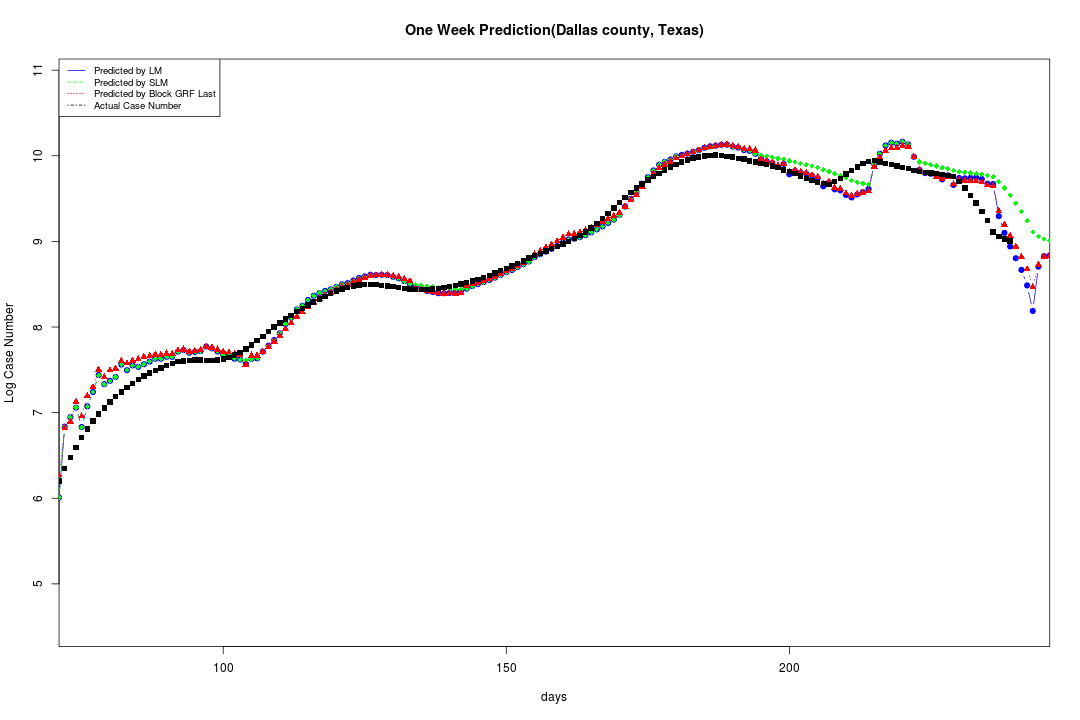 One Week Prediction(Dallas county, Texas)
Predicted by LM
Predicted by SLM
Predicted by Block GRF Last
Actual Case Number
11
10
9
8
7
6
5
Log Case Number
100
150
200
days